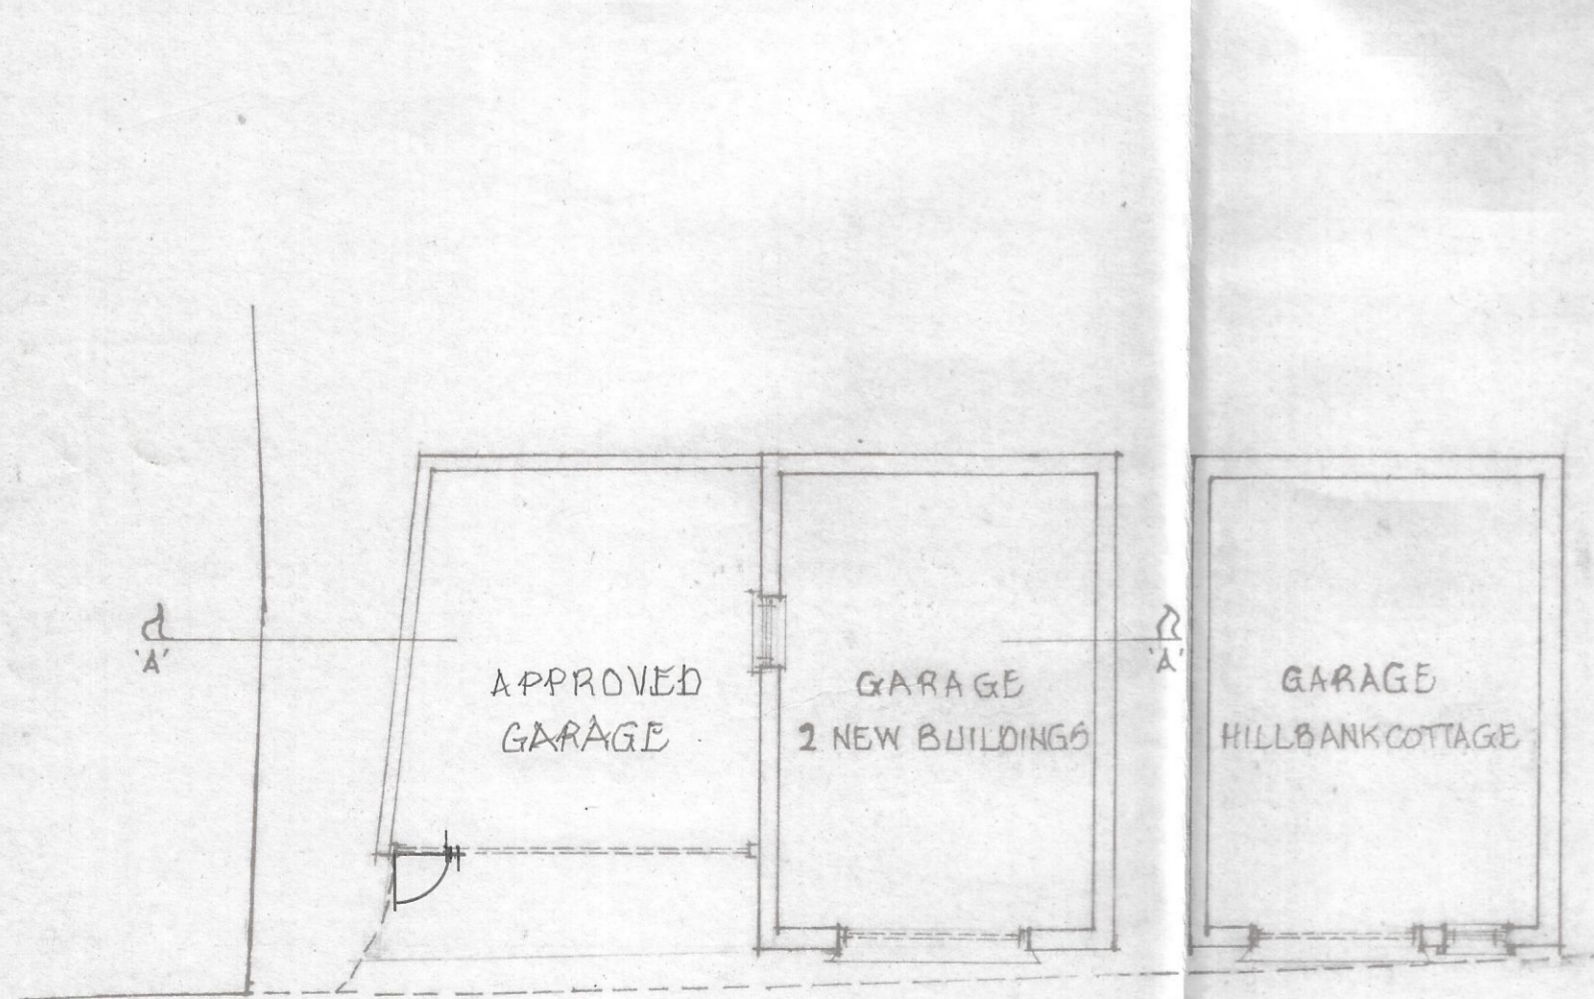 APPROVED
GARAGE
GARAGE
2 NEW BUILDINGS
GARAGE
HILLBANK COTTAGE
'A'
'A'